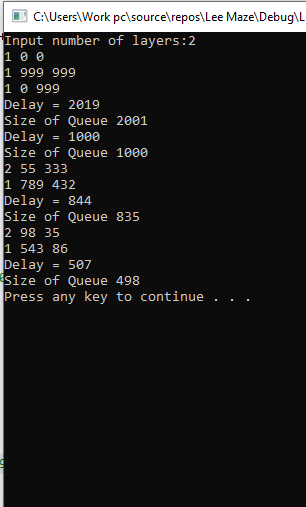 C:\Users\Work pc\source\repos\Lee Maze\Debug\L
Input number of layers:2
1 0 0
1 999 999
1 0 999
Delay = 2019
Size of Queue 2001
Delay = 1000
Size of Queue 1000
2 55 333
1 789 432
Delay = 844
Size of Queue 835
2 98 35
1 543 86
Delay = 507
Size of Queue 498
Press any key to continue . . .